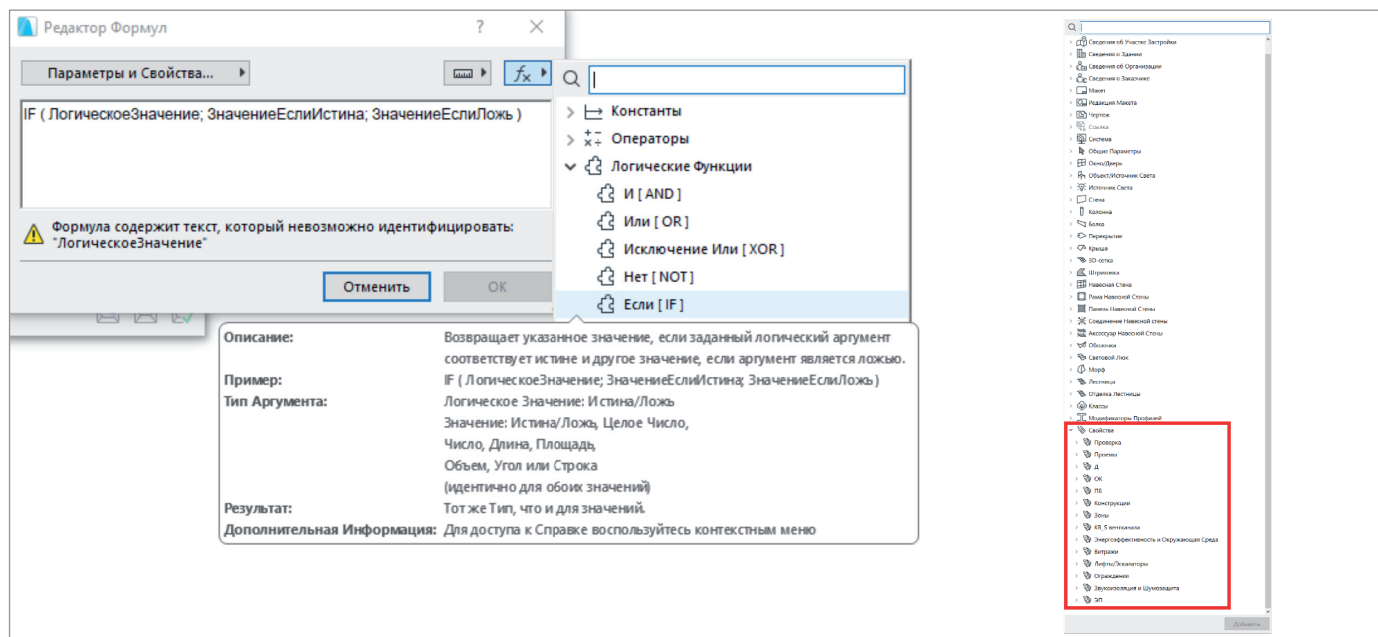 Редактор Формул
?
Параметры и Свойства...
fx
IF ( ЛогическоеЗначение; ЗначениеЕслиИстина; ЗначениеЕслиЛожь )
Формула содержит текст, который невозможно идентифицировать:
"ЛогическоеЗначение"
Отменить
ОК
Константы
Операторы
Логические Функции
И [ AND ]
Или [ OR ]
Исключение Или [ XOR ]
Нет [ NOT ]
Если [ IF ]
Описание: Возвращает указанное значение, если заданный логический аргумент
соответствует истине и другое значение, если аргумент является ложью.
Пример: IF ( ЛогическоеЗначение; ЗначениеЕслиИстина; ЗначениеЕслиЛожь )
Тип Аргумента: Логическое Значение: Истина/Ложь
Значение: Истина/Ложь, Целое Число,
Число, Длина, Площадь,
Объем, Угол или Строка
(идентично для обоих значений)
Результат: Тот же Тип, что и для значений.
Дополнительная Информация: Для доступа к Справке воспользуйтесь контекстным меню
Сведения об Участке Застройки
Сведения о Здании
Сведения об Организации
Сведения о Заказчике
Макет
Редакция Макета
Чертеж
Ссылка
Система
Общие Параметры
Окно/Дверь
Объект/Источник Света
Источник Света
Стена
Колонна
Балка
Перекрытие
Крыша
3D-сетка
Штриховка
Навесная Стена
Рама Навесной Стены
Панель Навесной Стены
Соединение Навесной стены
Аксессуар Навесной Стены
Оболочка
Световой Люк
Морф
Лестница
Отделка Лестницы
Классы
Модификаторы Профилей
Свойства
Проверка
Проемы
Д
ОК
ПБ
Конструкции
Зоны
КВ_S вентканала
Энергоэффективность и Окружающая Среда
Витражи
Лифты/Эскалаторы
Ограждения
Звукоизоляция и Шумозащита
ЭП
Добавить